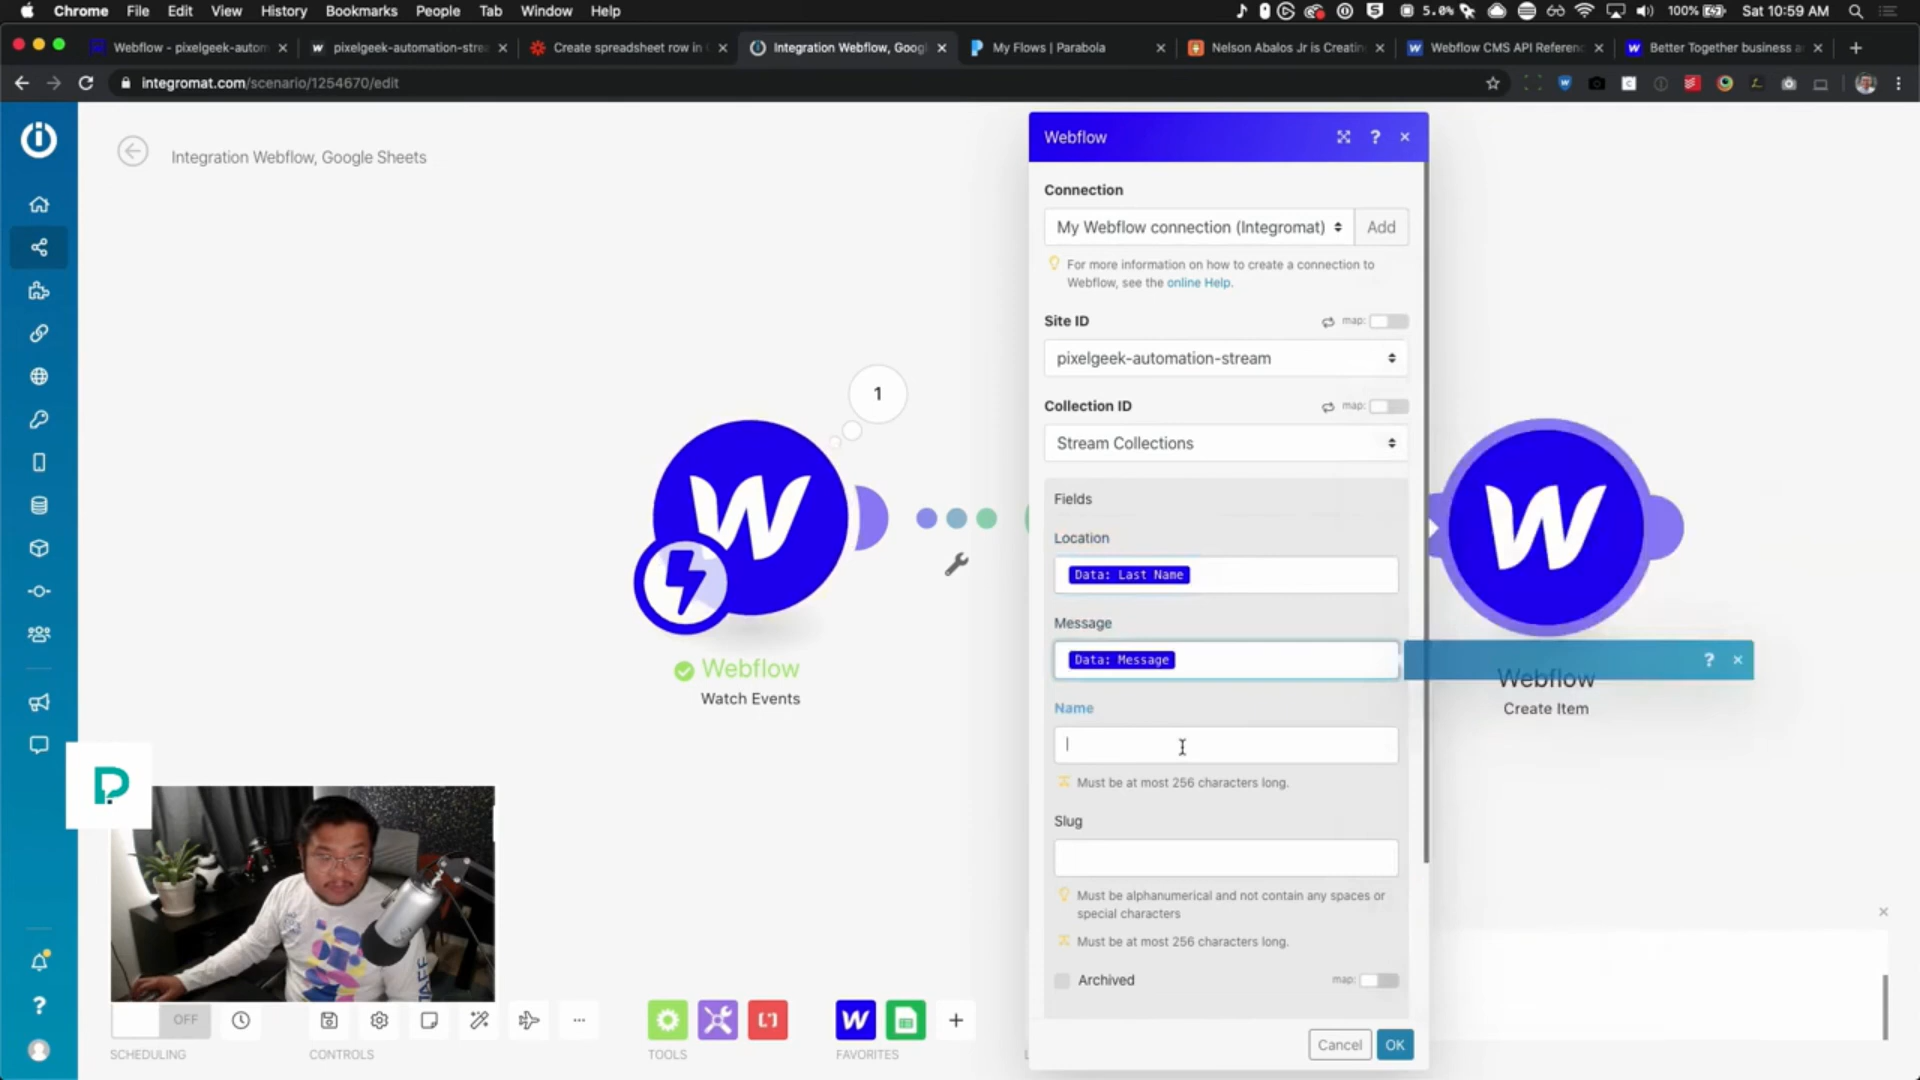 Chrome File Edit View History Bookmarks People Tab Window Help 5.0% 100% Sat 10:59 AM
Webflow - pixelgeek-autom
pixelgeek-automation-strea
Create spreadsheet row in
Integration Webflow, Googl
My Flows | Parabola
Nelson Abalos Jr is Creatin
Webflow CMS API Referenc
Better Together business a
integromat.com/scenario/1254670/edit
Integration Webflow, Google Sheets
Webflow
Connection
My Webflow connection (Integromat)
Add
For more information on how to create a connection to
Webflow, see the online Help.
Site ID
map:
pixelgeek-automation-stream
Collection ID
map:
Stream Collections
Fields
Location
Data: Last Name
Message
Data: Message
Name
Must be at most 256 characters long.
Slug
Must be alphanumerical and not contain any spaces or
special characters
Must be at most 256 characters long.
Archived
map:
Cancel
OK
1
Webflow
Watch Events
Webflow
Create Item
OFF
SCHEDULING
CONTROLS
TOOLS
FAVORITES